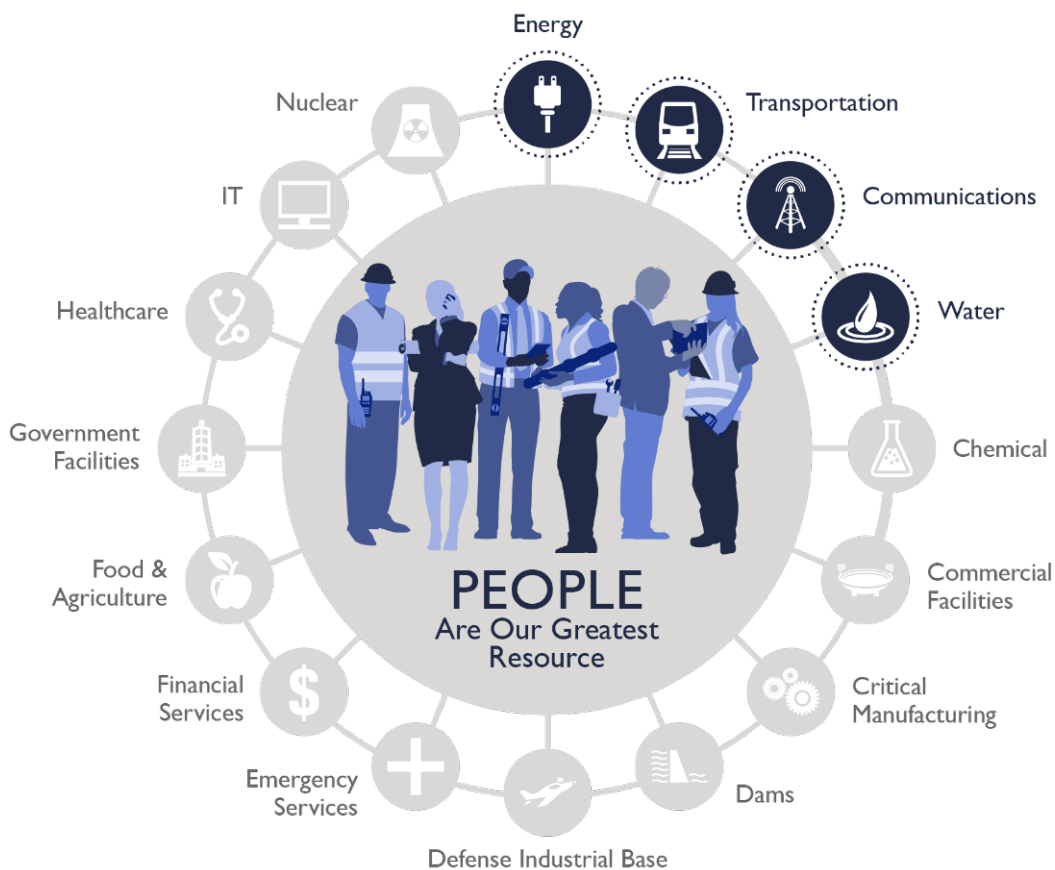 Energy
Transportation
Communications
Water
Chemical
Commercial
Facilities
Critical
Manufacturing
Dams
Defense Industrial Base
Emergency
Services
Financial
Services
Food &
Agriculture
Government
Facilities
Healthcare
IT
Nuclear
PEOPLE
Are Our Greatest
Resource